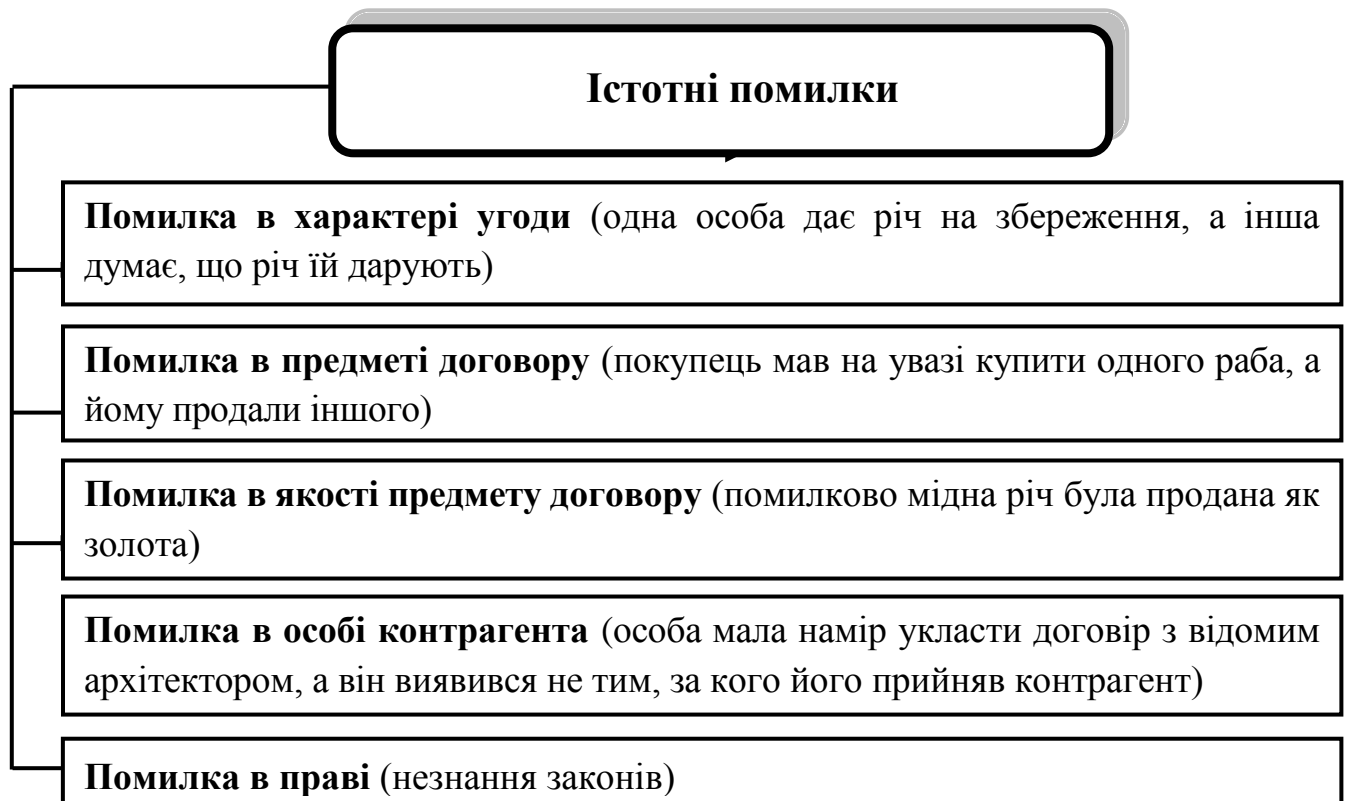 Істотні помилки
Помилка в характері угоди (одна особа дає річ на збереження, а інша
думає, що річ їй дарують)
Помилка в предметі договору (покупець мав на увазі купити одного раба, а
йому продали іншого)
Помилка в якості предмету договору (помилково мідна річ була продана як
золота)
Помилка в особі контрагента (особа мала намір укласти договір з відомим
архітектором, а він виявився не тим, за кого його прийняв контрагент)
Помилка в праві (незнання законів)